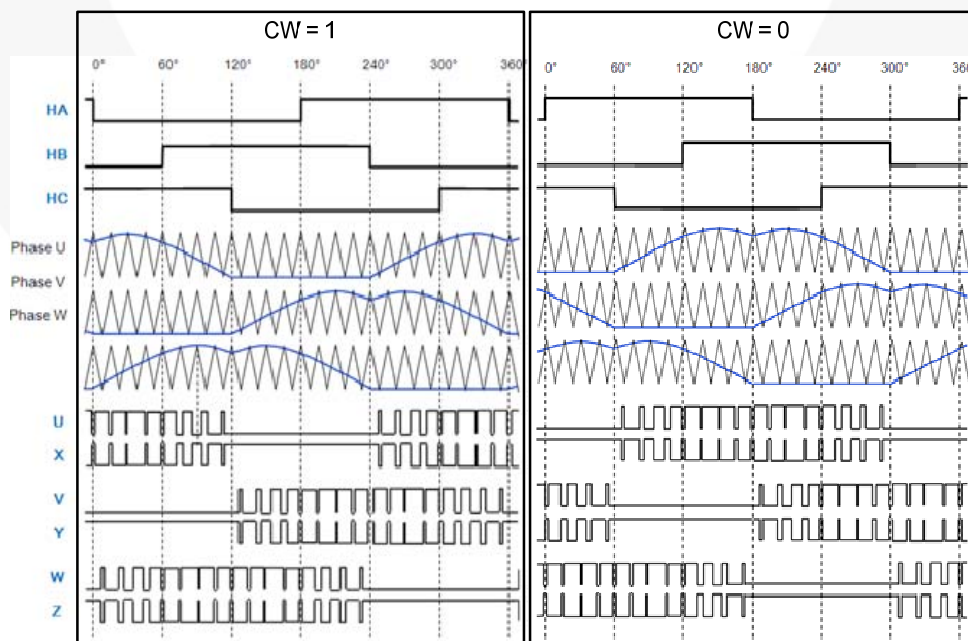 CW = 1
CW = 0
0° 60° 120° 180° 240° 300° 360°
0° 60° 120° 180° 240° 300° 360
HA
HB
HC
Phase U
Phase V
Phase W
U
X
V
Y
W
Z